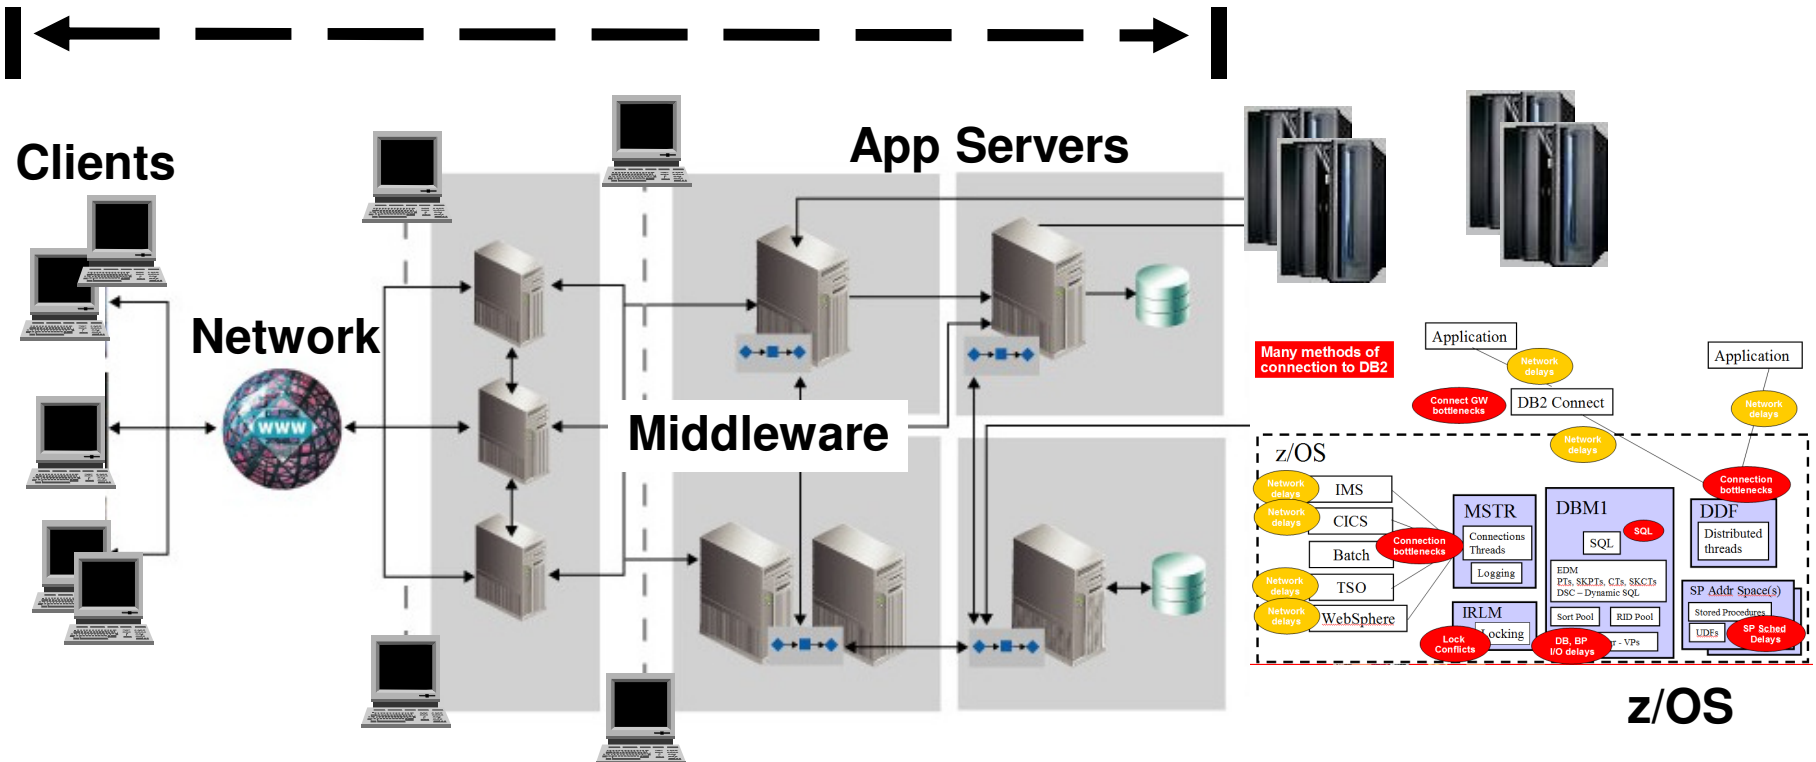 Clients
App Servers
Network
WWW
Middleware
Many methods of
connection to DB2
Application
Network
delays
Application
Connect GW
bottlenecks
DB2 Connect
Network
delays
Network
delays
z/OS
Network
delays
IMS
Network
delays
CICS
Connection
bottlenecks
Batch
Network
delays
TSO
Network
delays
WebSphere
MSTR
Connections
Threads
Logging
IRLM
Locking
Lock
Conflicts
DBM1
SQL
SQL
EDM
PTs, SKPTs, CTs, SKCTs
DSC – Dynamic SQL
Sort Pool
RID Pool
DB, BP
I/O delays
r - VPs
Connection
bottlenecks
DDF
Distributed
threads
SP Addr Space(s)
Stored Procedures
UDFs
SP Sched
Delays
z/OS